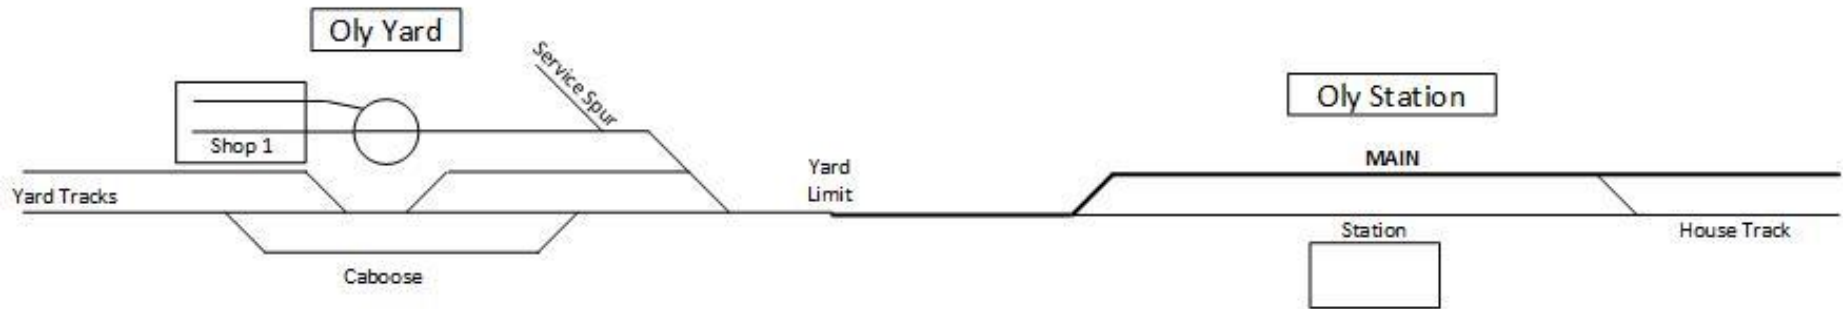 Oly Yard
Service Spur
Oly Station
Shop 1
MAIN
Yard
Limit
Yard Tracks
Station
House Track
Caboose